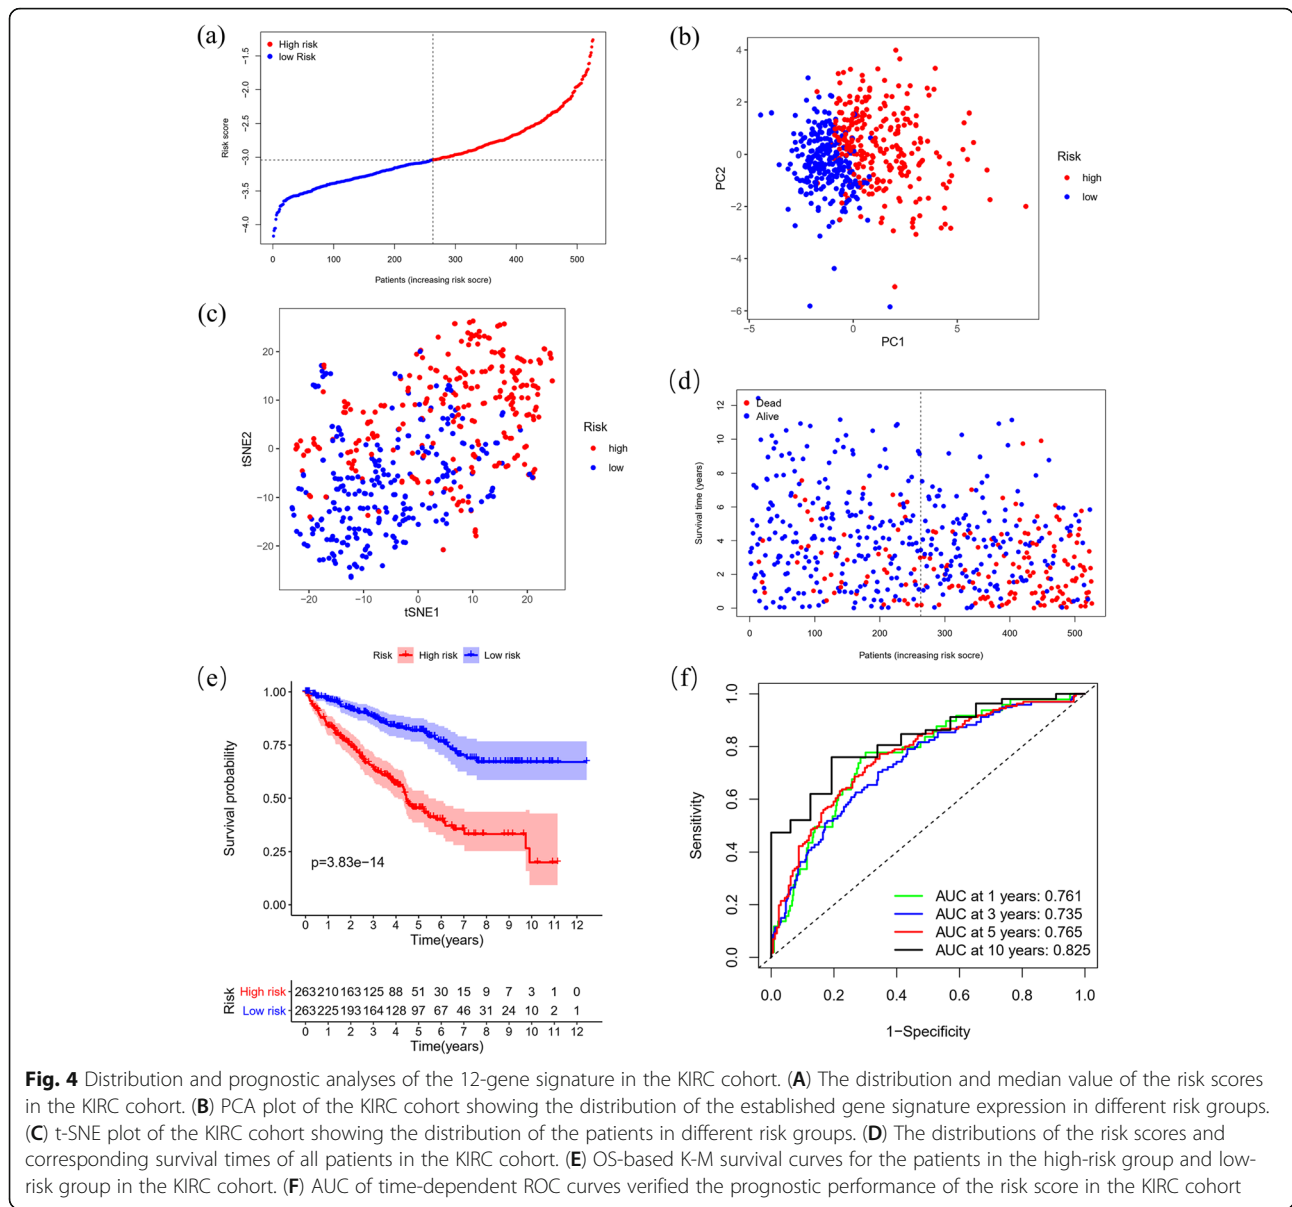 (a)
High risk
low Risk
Risk score
−1.5
−2.0
−2.5
−3.0
−3.5
−4.0
0 100 200 300 400 500
Patients (increasing risk socre)
(b)
4
2
0
−2
−4
−6
PC2
−5 0 5
PC1
Risk
high
low
(c)
20
10
0
−10
−20
tSNE2
−20 −10 0 10 20
tSNE1
Risk
high
low
(d)
Dead
Alive
Survival time (years)
12
10
8
6
4
2
0
0 100 200 300 400 500
Patients (increasing risk socre)
(e)
Risk High risk Low risk
1.00
0.75
0.50
0.25
0.00
Survival probability
p=3.83e−14
0 1 2 3 4 5 6 7 8 9 10 11 12
Time(years)
Risk
High risk 263 210 163 125 88 51 30 15 9 7 3 1 0
Low risk 263 225 193 164 128 97 67 46 31 24 10 2 1
0 1 2 3 4 5 6 7 8 9 10 11 12
Time(years)
(f)
1.0
0.8
0.6
0.4
0.2
0.0
Sensitivity
AUC at 1 years: 0.761
AUC at 3 years: 0.735
AUC at 5 years: 0.765
AUC at 10 years: 0.825
0.0 0.2 0.4 0.6 0.8 1.0
1−Specificity
Fig. 4 Distribution and prognostic analyses of the 12-gene signature in the KIRC cohort. (A) The distribution and median value of the risk scores
in the KIRC cohort. (B) PCA plot of the KIRC cohort showing the distribution of the established gene signature expression in different risk groups.
(C) t-SNE plot of the KIRC cohort showing the distribution of the patients in different risk groups. (D) The distributions of the risk scores and
corresponding survival times of all patients in the KIRC cohort. (E) OS-based K-M survival curves for the patients in the high-risk group and low-
risk group in the KIRC cohort. (F) AUC of time-dependent ROC curves verified the prognostic performance of the risk score in the KIRC cohort